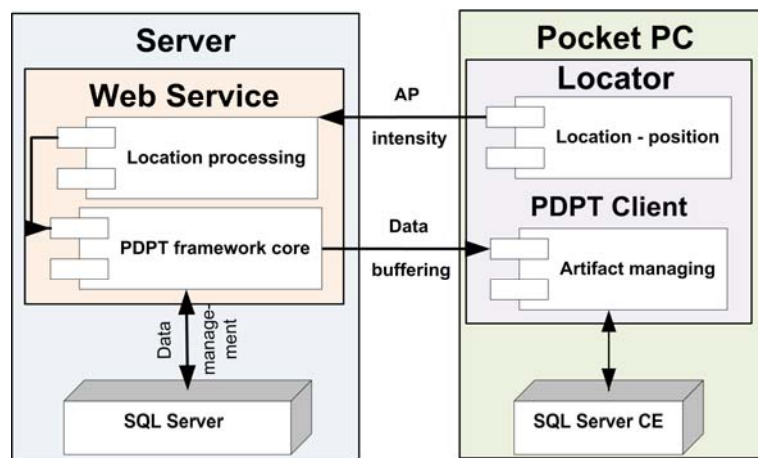 Server
Web Service
Location processing
PDPT framework core
Data
manage-
ment
SQL Server
AP
intensity
Data
buffering
Pocket PC
Locator
Location - position
PDPT Client
Artifact managing
SQL Server CE